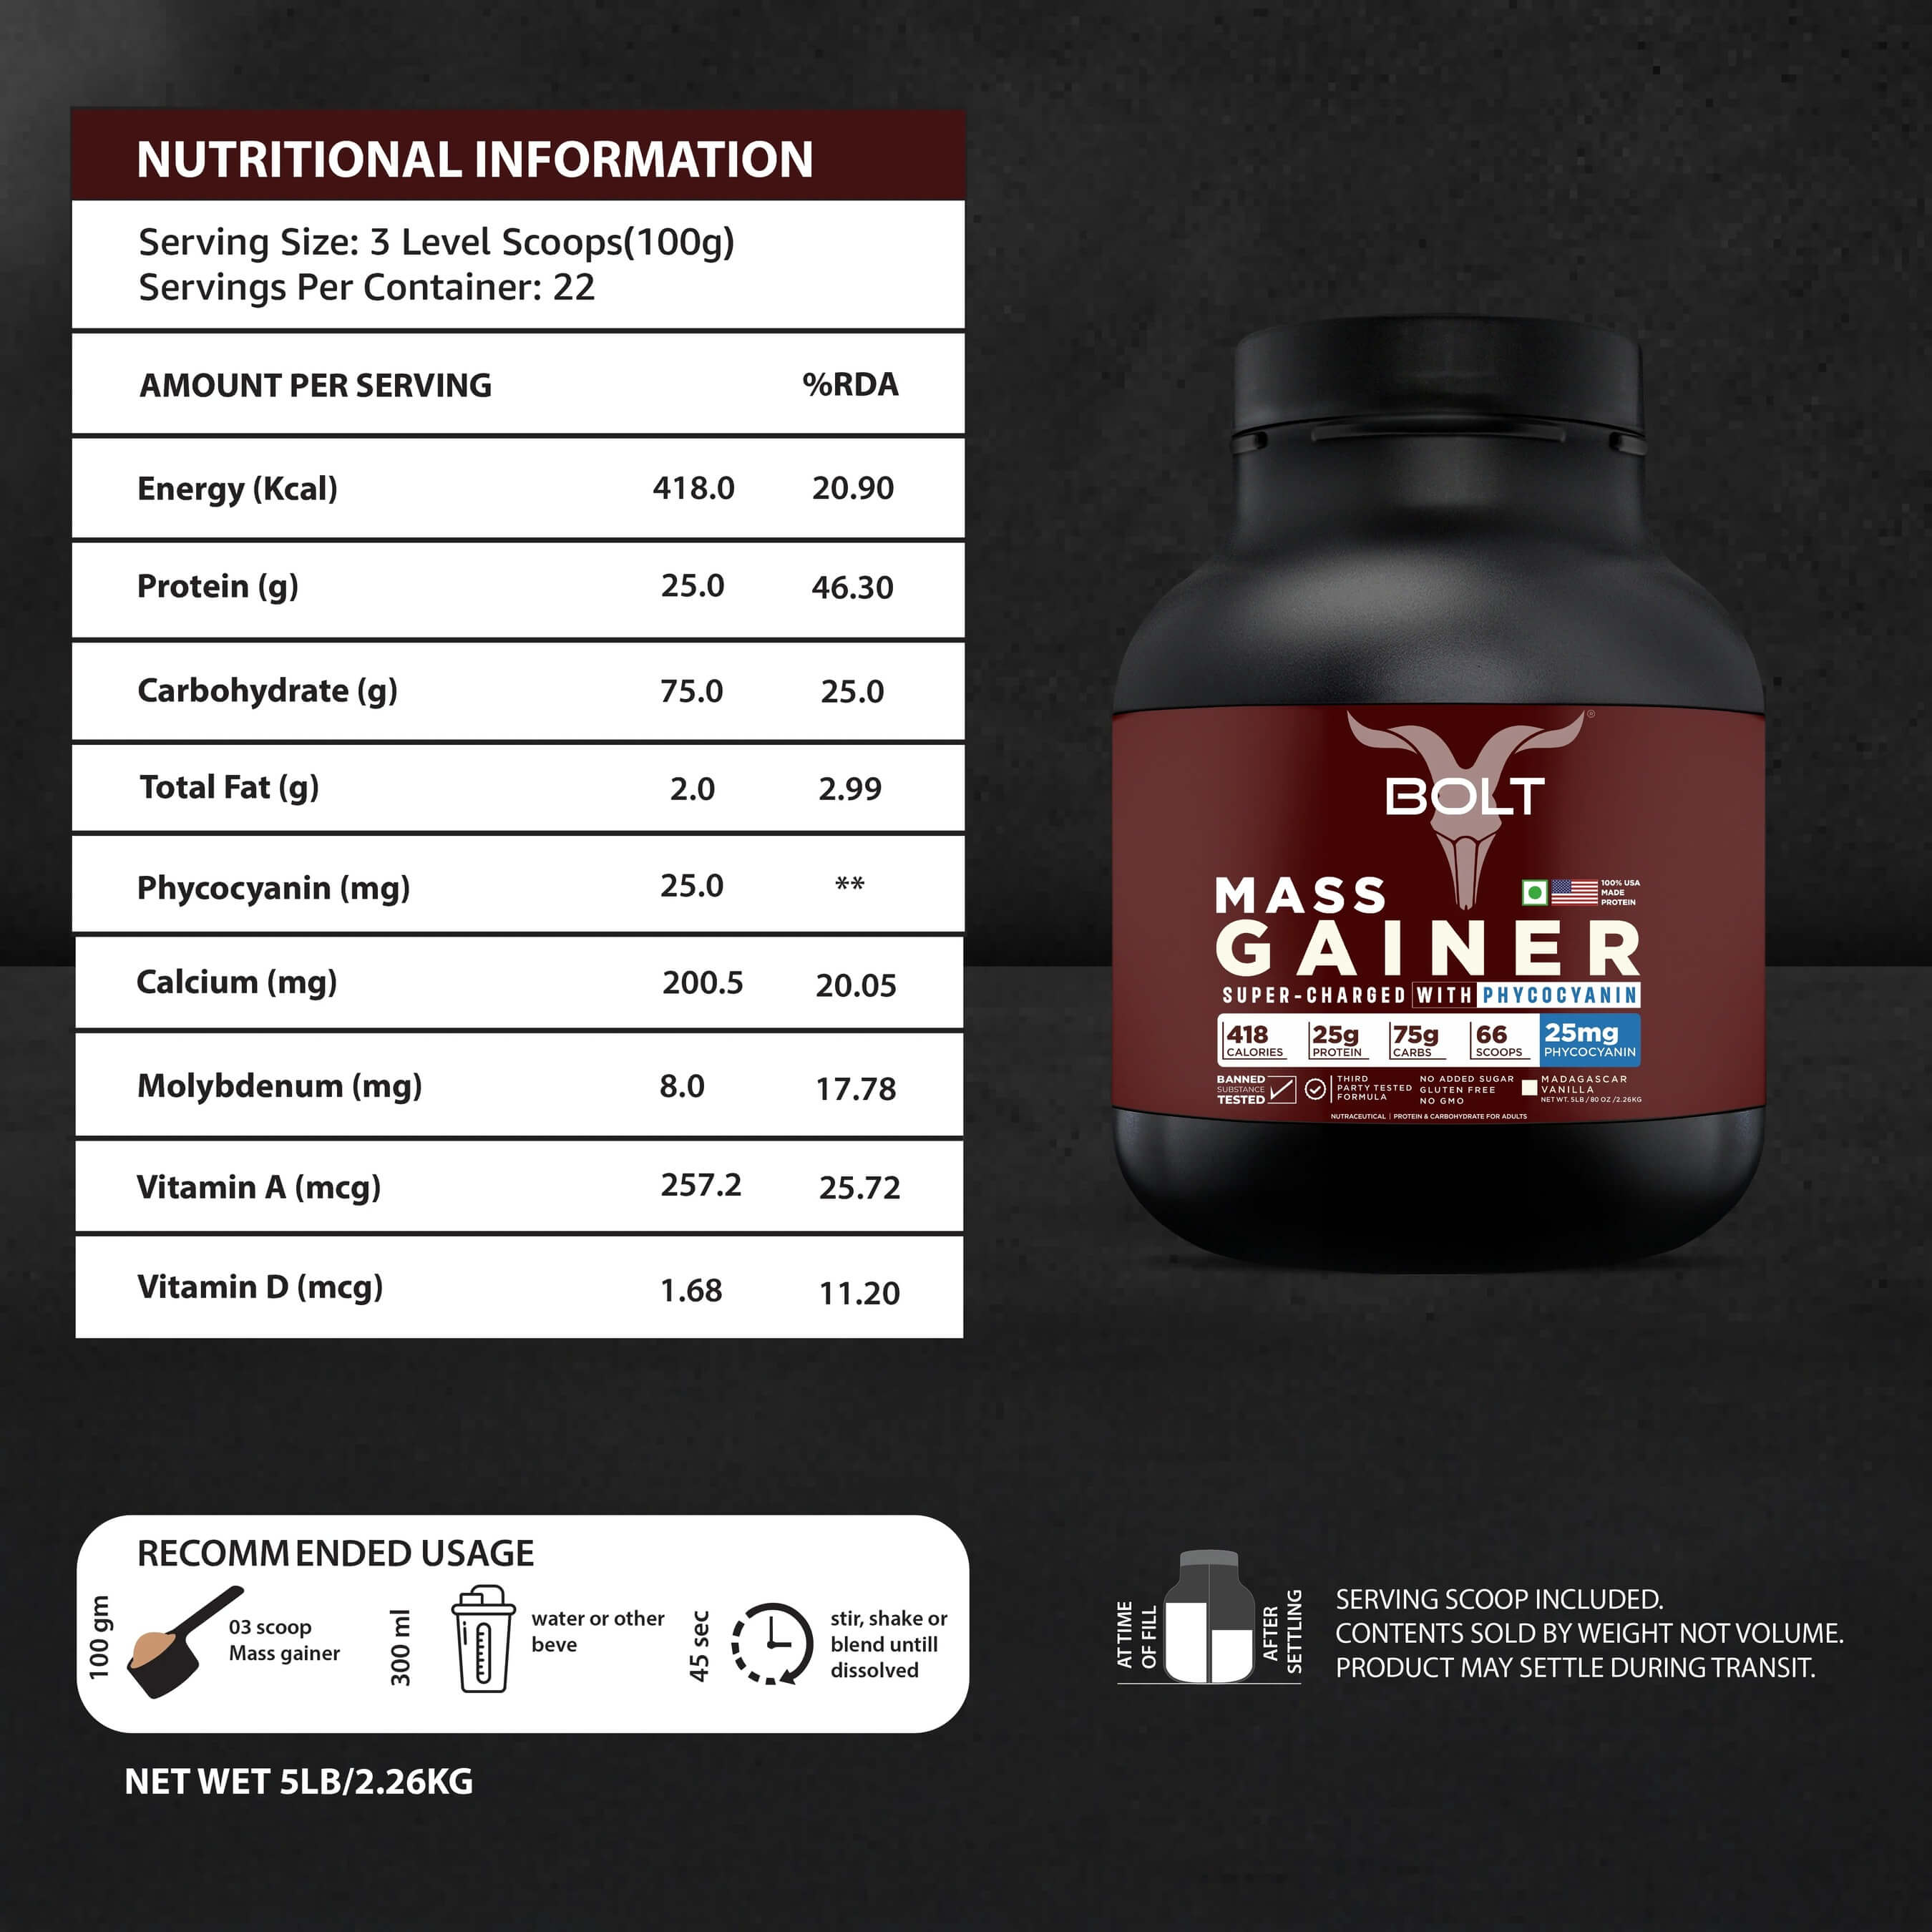 NUTRITIONAL INFORMATION
Serving Size: 3 Level Scoops(100g)
Servings Per Container: 22
AMOUNT PER SERVING %RDA
Energy (Kcal) 418.0 20.90
Protein (g) 25.0 46.30
Carbohydrate (g) 75.0 25.0
Total Fat (g) 2.0 2.99
Phycocyanin (mg) 25.0 **
Calcium (mg) 200.5 20.05
Molybdenum (mg) 8.0 17.78
Vitamin A (mcg) 257.2 25.72
Vitamin D (mcg) 1.68 11.20
RECOMMENDED USAGE
100 gm
03 scoop
Mass gainer
300 ml
water or other
beve
45 sec
stir, shake or
blend untill
dissolved
NET WET 5LB/2.26KG
®
BOLT
MASS
100% USA
MADE
PROTEIN
GAINER
SUPER-CHARGED WITH PHYCOCYANIN
418
CALORIES
25g
PROTEIN
75g
CARBS
66
SCOOPS
25mg
PHYCOCYANIN
BANNED
SUBSTANCE
TESTED
THIRD
PARTY TESTED
FORMULA
NO ADDED SUGAR
GLUTEN FREE
NO GMO
MADAGASCAR
VANILLA
NET WT. 5LB / 80 OZ / 2.26KG
NUTRACEUTICAL | PROTEIN & CARBOHYDRATE FOR ADULTS
AT TIME
OF FILL
AFTER
SETTLING
SERVING SCOOP INCLUDED.
CONTENTS SOLD BY WEIGHT NOT VOLUME.
PRODUCT MAY SETTLE DURING TRANSIT.